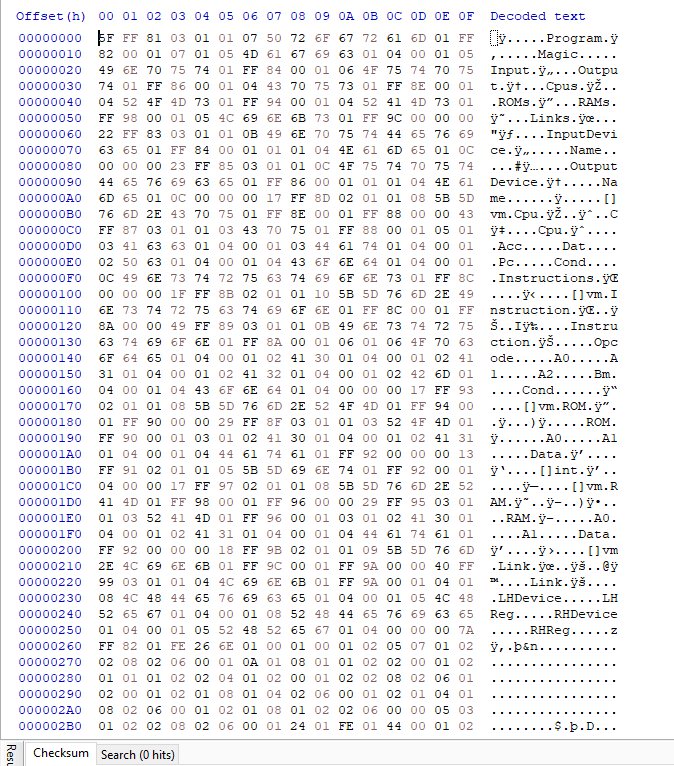 Offset(h) 00 01 02 03 04 05 06 07 08 09 0A 0B 0C 0D 0E 0F Decoded text
00000000 5F FF 81 03 01 01 07 50 72 6F 67 72 61 6D 01 FF _ÿ.....Program.ÿ
00000010 82 00 01 07 01 05 4D 61 67 69 63 01 04 00 01 05 ‚.....Magic.....
00000020 49 6E 70 75 74 01 FF 84 00 01 06 4F 75 74 70 75 Input.ÿ„...Outpu
00000030 74 01 FF 86 00 01 04 43 70 75 73 01 FF 8E 00 01 t.ÿ†...Cpus.ÿŽ..
00000040 04 52 4F 4D 73 01 FF 94 00 01 04 52 41 4D 73 01 .ROMs.ÿ”...RAMs.
00000050 FF 98 00 01 05 4C 69 6E 6B 73 01 FF 9C 00 00 00 ÿ˜...Links.ÿœ...
00000060 22 FF 83 03 01 01 0B 49 6E 70 75 74 44 65 76 69 "ÿƒ....InputDevi
00000070 63 65 01 FF 84 00 01 01 01 04 4E 61 6D 65 01 0C ce.ÿ„.....Name..
00000080 00 00 00 23 FF 85 03 01 01 0C 4F 75 74 70 75 74 ...#ÿ…....Output
00000090 44 65 76 69 63 65 01 FF 86 00 01 01 01 04 4E 61 Device.ÿ†.....Na
000000A0 6D 65 01 0C 00 00 00 17 FF 8D 02 01 01 08 5B 5D me......ÿ.....[]
000000B0 76 6D 2E 43 70 75 01 FF 8E 00 01 FF 88 00 00 43 vm.Cpu.ÿŽ..ÿˆ..C
000000C0 FF 87 03 01 01 03 43 70 75 01 FF 88 00 01 05 01 ÿ‡....Cpu.ÿˆ....
000000D0 03 41 63 63 01 04 00 01 03 44 61 74 01 04 00 01 .Acc.....Dat....
000000E0 02 50 63 01 04 00 01 04 43 6F 6E 64 01 04 00 01 .Pc.....Cond....
000000F0 0C 49 6E 73 74 72 75 63 74 69 6F 6E 73 01 FF 8C .Instructions.ÿŒ
00000100 00 00 00 1F FF 8B 02 01 01 10 5B 5D 76 6D 2E 49 ....ÿ‹....[]vm.I
00000110 6E 73 74 72 75 63 74 69 6F 6E 01 FF 8C 00 01 FF nstruction.ÿŒ..ÿ
00000120 8A 00 00 49 FF 89 03 01 01 0B 49 6E 73 74 72 75 Š..Iÿ‰....Instru
00000130 63 74 69 6F 6E 01 FF 8A 00 01 06 01 06 4F 70 63 ction.ÿŠ.....Opc
00000140 6F 64 65 01 04 00 01 02 41 30 01 04 00 01 02 41 ode.....A0.....A
00000150 31 01 04 00 01 02 41 32 01 04 00 01 02 42 6D 01 1.....A2.....Bm.
00000160 04 00 01 04 43 6F 6E 64 01 04 00 00 00 17 FF 93 ....Cond......ÿ“
00000170 02 01 01 08 5B 5D 76 6D 2E 52 4F 4D 01 FF 94 00 ....[]vm.ROM.ÿ”.
00000180 01 FF 90 00 00 29 FF 8F 03 01 01 03 52 4F 4D 01 .ÿ...)ÿ.....ROM.
00000190 FF 90 00 01 03 01 02 41 30 01 04 00 01 02 41 31 ÿ......A0.....A1
000001A0 01 04 00 01 04 44 61 74 61 01 FF 92 00 00 00 13 .....Data.ÿ’....
000001B0 FF 91 02 01 01 05 5B 5D 69 6E 74 01 FF 92 00 01 ÿ‘....[]int.ÿ’..
000001C0 04 00 00 17 FF 97 02 01 01 08 5B 5D 76 6D 2E 52 ....ÿ—....[]vm.R
000001D0 41 4D 01 FF 98 00 01 FF 96 00 00 29 FF 95 03 01 AM.ÿ˜..ÿ–..)ÿ•..
000001E0 01 03 52 41 4D 01 FF 96 00 01 03 01 02 41 30 01 ..RAM.ÿ–.....A0.
000001F0 04 00 01 02 41 31 01 04 00 01 04 44 61 74 61 01 ....A1.....Data.
00000200 FF 92 00 00 00 18 FF 9B 02 01 01 09 5B 5D 76 6D ÿ’....ÿ›....[]vm
00000210 2E 4C 69 6E 6B 01 FF 9C 00 01 FF 9A 00 00 40 FF .Link.ÿœ..ÿš..@ÿ
00000220 99 03 01 01 04 4C 69 6E 6B 01 FF 9A 00 01 04 01 ™....Link.ÿš....
00000230 08 4C 48 44 65 76 69 63 65 01 04 00 01 05 4C 48 .LHDevice.....LH
00000240 52 65 67 01 04 00 01 08 52 48 44 65 76 69 63 65 Reg.....RHDevice
00000250 01 04 00 01 05 52 48 52 65 67 01 04 00 00 00 7A .....RHReg.....z
00000260 FF 82 01 FE 26 6E 01 00 01 00 01 02 05 07 01 02 ÿ‚.þ&n..........
00000270 02 08 02 06 00 01 0A 01 08 01 01 02 02 00 01 02 ................
00000280 01 01 01 02 02 04 01 02 00 01 02 02 08 02 06 01 ................
00000290 02 00 01 02 01 08 01 04 02 06 00 01 02 01 04 01 ................
000002A0 08 02 06 00 01 02 01 08 01 02 02 06 00 00 05 03 ................
000002B0 01 02 02 08 02 06 00 01 24 01 FE 01 44 00 01 02 ........$.þ.D...
Resu
Checksum Search (0 hits)